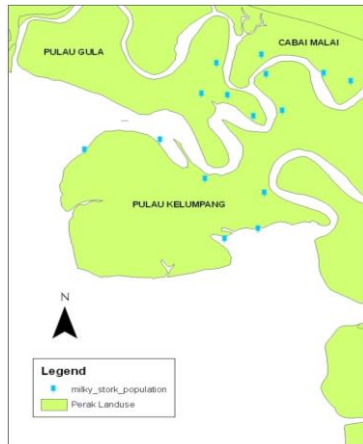 CABAI MALAI
PULAU GULA
PULAU KELUMPANG
N
Legend
milky_stork_population
Perak Landuse